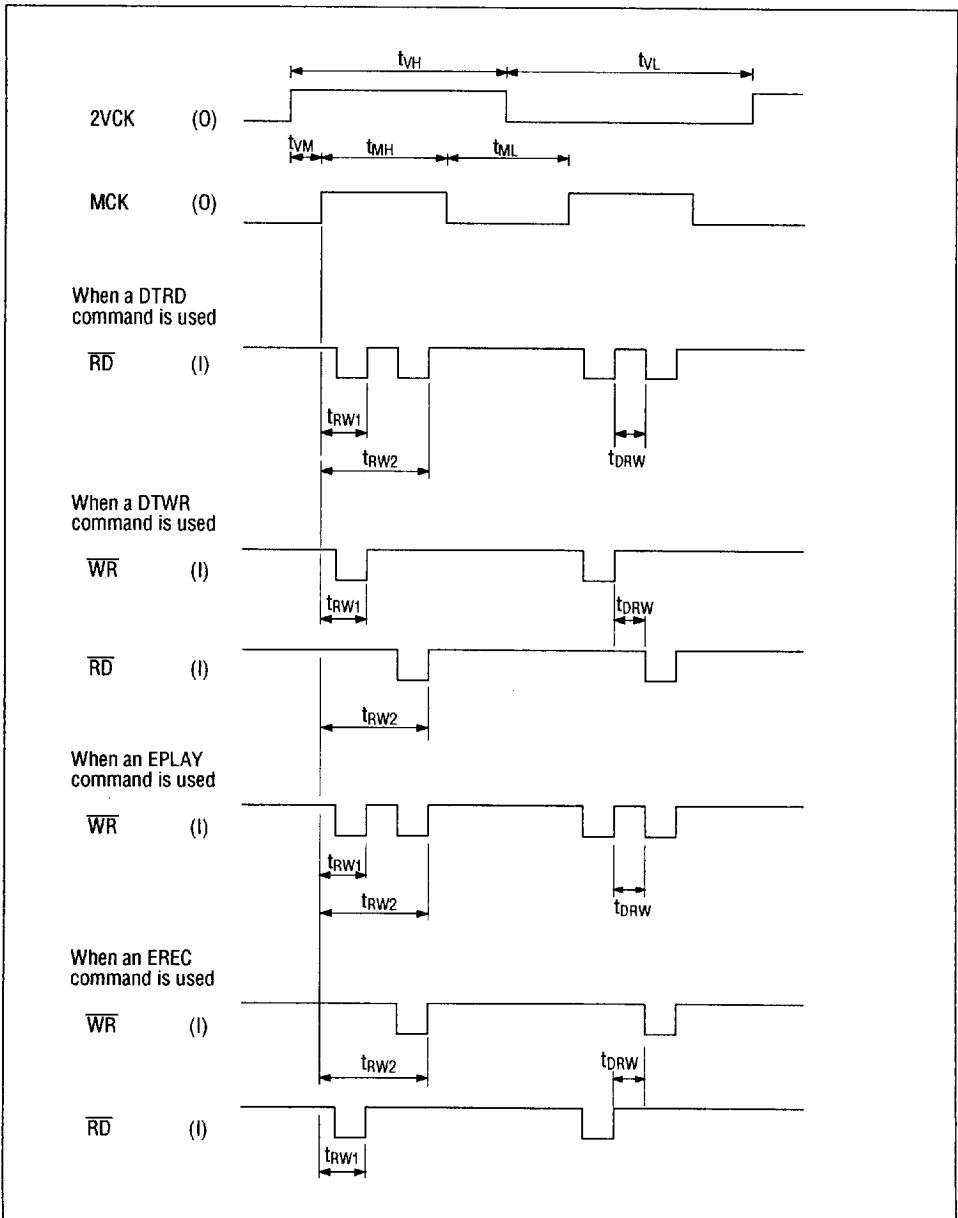 tVH tVL
2VCK (O)
tVM tMH tML
MCK (O)
When a DTRD
command is used
RD (I)
tRW1
tRW2 tDRW
When a DTWR
command is used
WR (I)
tRW1 tDRW
RD (I)
tRW2
When an EPLAY
command is used
WR (I)
tRW1
tRW2 tDRW
When an EREC
command is used
WR (I)
tRW2 tDRW
RD (I)
tRW1